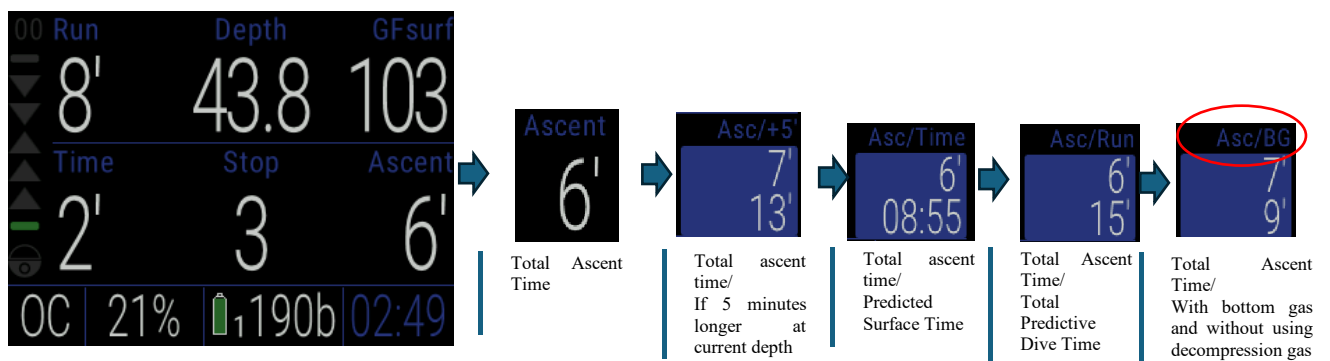 00 Run Depth GFsurf
8' 43.8 103
Time Stop Ascent
2' 3 6'
OC 21% 1190b 02:49
Ascent
6'
Total Ascent
Time
Asc/+5'
7'
13'
Total ascent
time/
If 5 minutes
longer at
current depth
Asc/Time
6'
08:55
Total ascent
time/
Predicted
Surface Time
Asc/Run
6'
15'
Total Ascent
Time/
Total
Predictive
Dive Time
Asc/BG
7'
9'
Total Ascent
Time/
With bottom gas
and without using
decompression gas